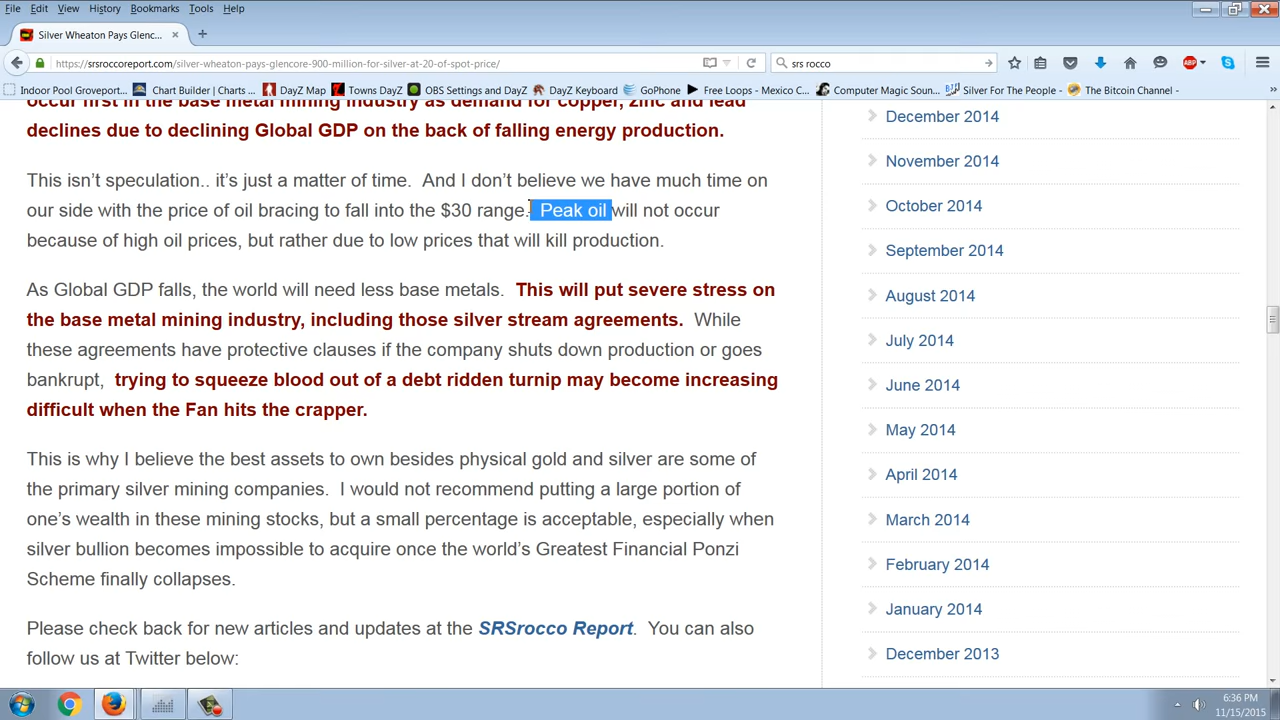 File Edit View History Bookmarks Tools Help
Silver Wheaton Pays Glenc... × +
https://srsroccoreport.com/silver-wheaton-pays-glencore-900-million-for-silver-at-20-of-spot-price/
srs rocco
ABP
Indoor Pool Groveport... Chart Builder | Charts ... DayZ Map Towns DayZ OBS Settings and DayZ DayZ Keyboard GoPhone Free Loops - Mexico C... Computer Magic Soun... Silver For The People - The Bitcoin Channel - »
occur first in the base metal mining industry as demand for copper, zinc and lead
declines due to declining Global GDP on the back of falling energy production.
This isn’t speculation.. it’s just a matter of time. And I don’t believe we have much time on
our side with the price of oil bracing to fall into the $30 range. Peak oil will not occur
because of high oil prices, but rather due to low prices that will kill production.
As Global GDP falls, the world will need less base metals. This will put severe stress on
the base metal mining industry, including those silver stream agreements. While
these agreements have protective clauses if the company shuts down production or goes
bankrupt, trying to squeeze blood out of a debt ridden turnip may become increasing
difficult when the Fan hits the crapper.
This is why I believe the best assets to own besides physical gold and silver are some of
the primary silver mining companies. I would not recommend putting a large portion of
one’s wealth in these mining stocks, but a small percentage is acceptable, especially when
silver bullion becomes impossible to acquire once the world’s Greatest Financial Ponzi
Scheme finally collapses.
Please check back for new articles and updates at the SRSrocco Report. You can also
follow us at Twitter below:
December 2014
November 2014
October 2014
September 2014
August 2014
July 2014
June 2014
May 2014
April 2014
March 2014
February 2014
January 2014
December 2013
6:36 PM
11/15/2015